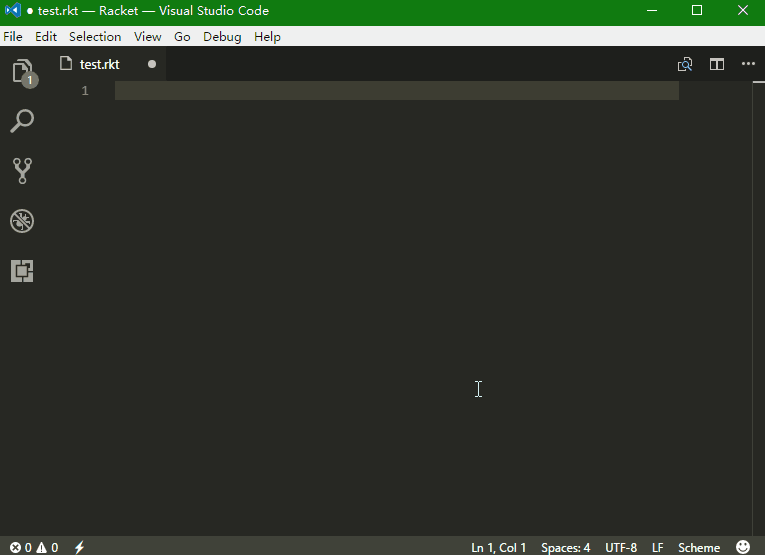 ● test.rkt — Racket — Visual Studio Code
File Edit Selection View Go Debug Help
1
test.rkt ●
1
0 0 Ln 1, Col 1 Spaces: 4 UTF-8 LF Scheme